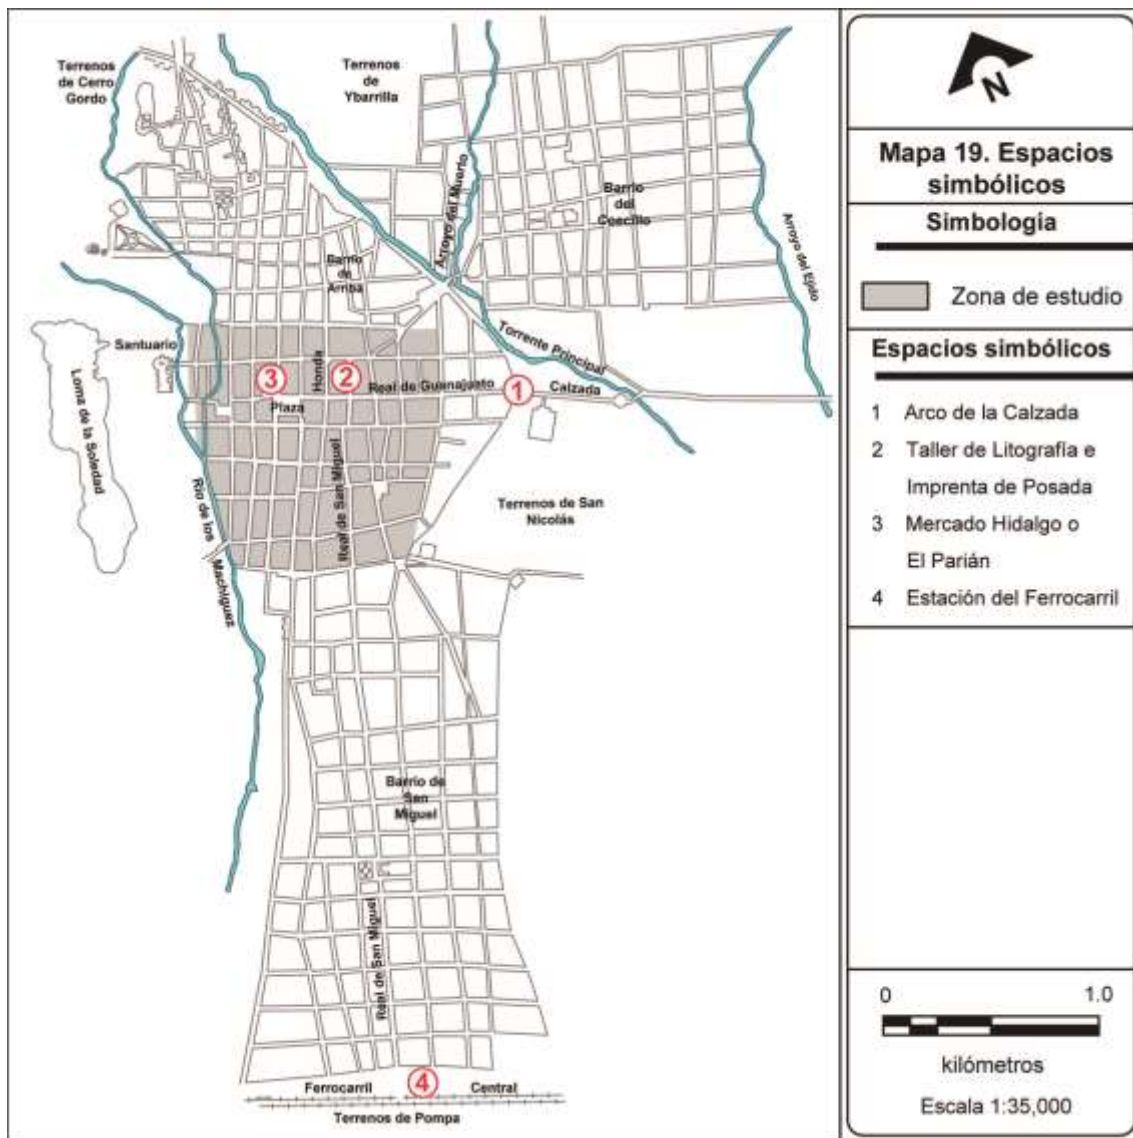 Terrenos
de Cerro
Gordo
Terrenos
de
Ybarrilla
Arroyo del Muerto
Barrio
del
Coecillo
Arroyo del Ejido
Barrio
de
Arriba
Santuario
Loma de la Soledad
Torrente Principal
3
Honda
2
Real de Guanajuato
1
Calzada
Plaza
Real de San Miguel
Río de los
Machiguez
Terrenos de San
Nicolás
Barrio de
San
Miguel
Real de San Miguel
Ferrocarril
4
Central
Terrenos de Pompa
N
Mapa 19. Espacios
simbólicos
Simbología
Zona de estudio
Espacios simbólicos
1 Arco de la Calzada
2 Taller de Litografía e
Imprenta de Posada
3 Mercado Hidalgo o
El Parián
4 Estación del Ferrocarril
0 1.0
kilómetros
Escala 1:35,000